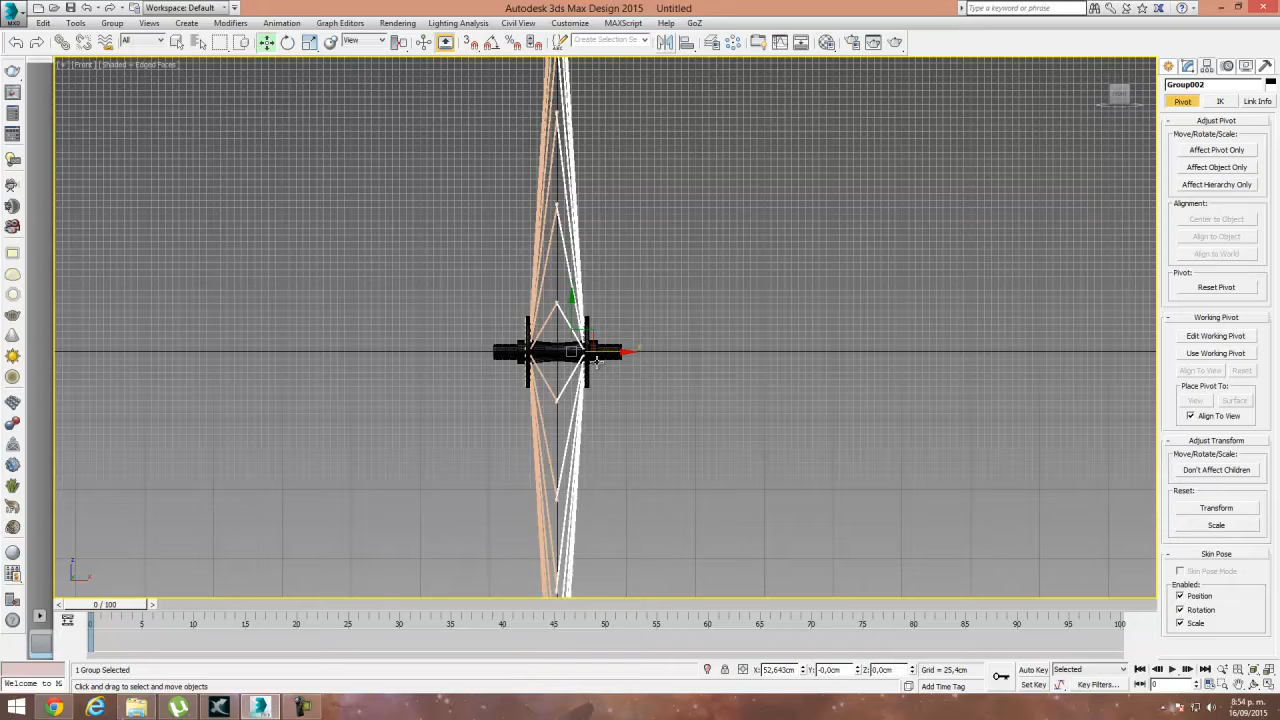 Autodesk 3ds Max Design 2015 Untitled
Workspace: Default
Type a keyword or phrase
Edit Tools Group Views Create Modifiers Animation Graph Editors Rendering Lighting Analysis Civil View Customize MAXScript Help GoZ
All View Create Selection Se
[+] [Front] [Shaded + Edged Faces]
FRONT
Group002
Pivot IK Link Info
- Adjust Pivot
Move/Rotate/Scale:
Affect Pivot Only
Affect Object Only
Affect Hierarchy Only
Alignment:
Center to Object
Align to Object
Align to World
Pivot:
Reset Pivot
- Working Pivot
Edit Working Pivot
Use Working Pivot
Align To View Reset
Place Pivot To:
View Surface
Align To View
- Adjust Transform
Move/Rotate/Scale:
Don't Affect Children
Reset:
Transform
Scale
- Skin Pose
Skin Pose Mode
Enabled:
Position
Rotation
Scale
z
x
< 0 / 100 >
0 5 10 15 20 25 30 35 40 45 50 55 60 65 70 75 80 85 90 95 100
1 Group Selected X: 52,643cm Y: -0,0cm Z: 0,0cm Grid = 25,4cm Auto Key Selected
Welcome to M Click and drag to select and move objects Add Time Tag Set Key Key Filters... 0
8:54 p. m.
16/09/2015